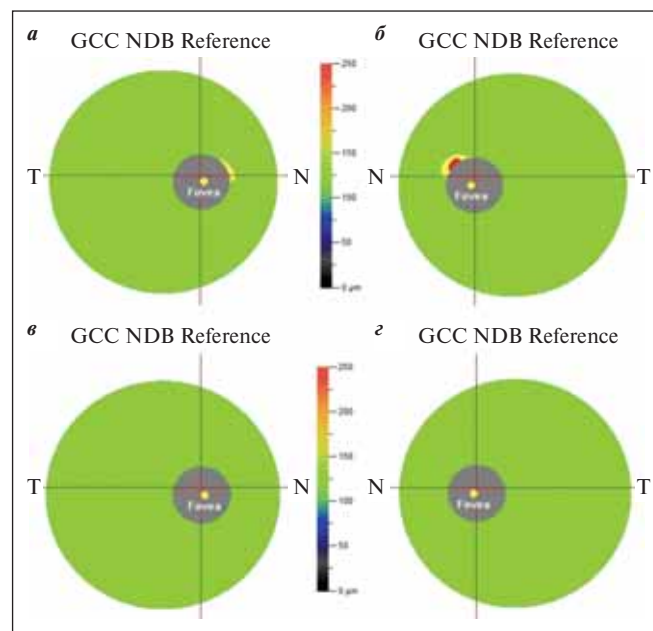 а
GCC NDB Reference
T
N
Fovea
250
200
150
100
50
0 µm
б
GCC NDB Reference
N
T
Fovea
в
GCC NDB Reference
T
N
Fovea
250
200
150
100
50
0 µm
г
GCC NDB Reference
N
T
Fovea